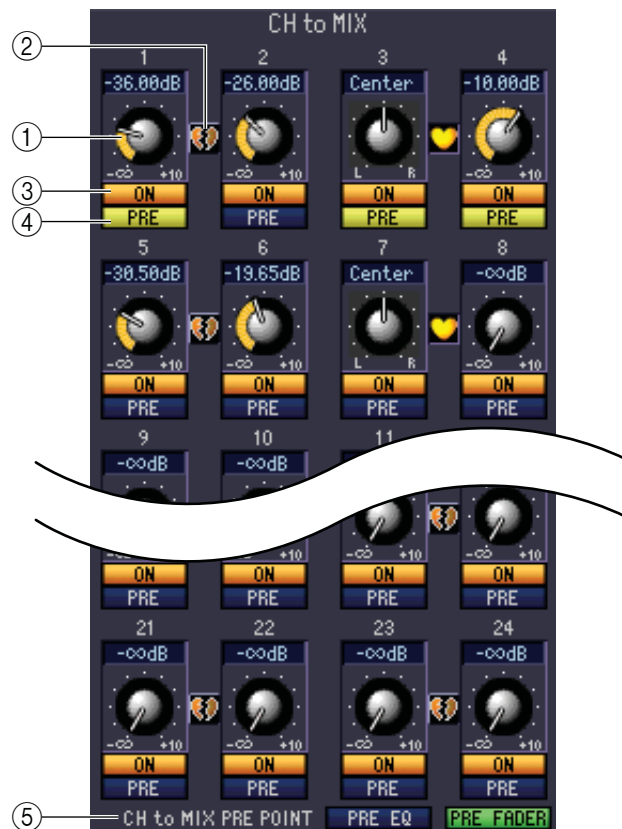 CH to MIX
②
1 2 3 4
-36.00dB -26.00dB Center -10.00dB
①
-∞ +10 -∞ +10 L R -∞ +10
③ ON ON ON ON
④ PRE PRE PRE PRE
5 6 7 8
-30.50dB -19.65dB Center -∞dB
-∞ +10 -∞ +10 L R -∞ +10
ON ON ON ON
PRE PRE PRE PRE
9 10 11
-∞dB -∞dB
-∞ +10 +10 -∞ +10 -∞ +10
ON ON ON ON
PRE PRE PRE PRE
21 22 23 24
-∞dB -∞dB -∞dB -∞dB
-∞ +10 -∞ +10 -∞ +10 -∞ +10
ON ON ON ON
PRE PRE PRE PRE
⑤ CH to MIX PRE POINT PRE EQ PRE FADER